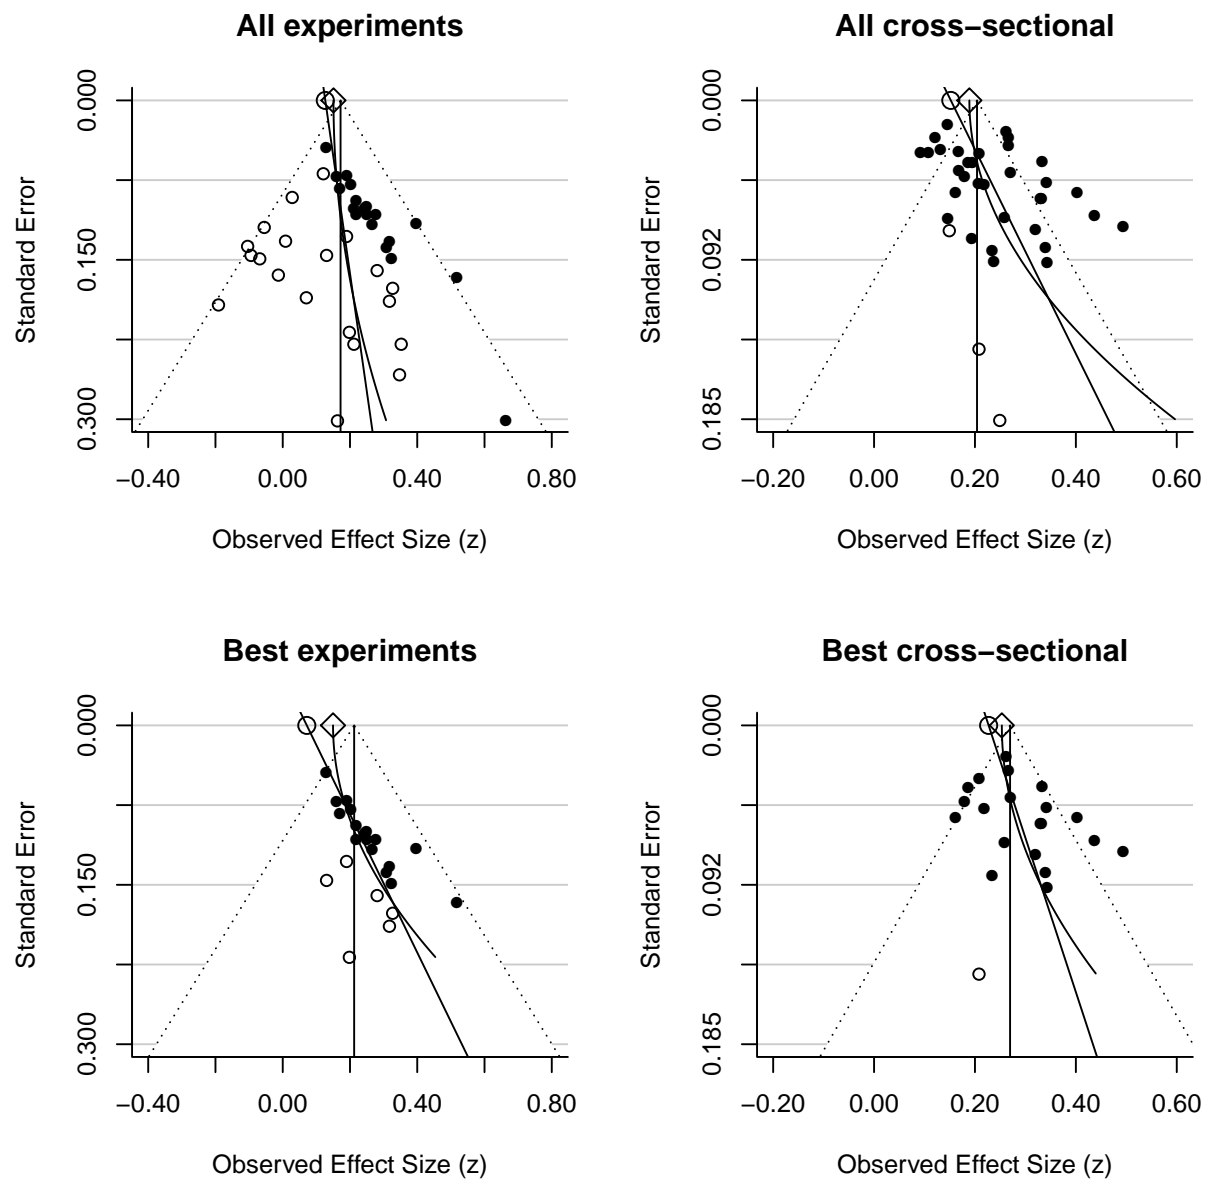 All experiments
Standard Error
0.000
0.150
0.300
−0.40 0.00 0.40 0.80
Observed Effect Size (z)
All cross−sectional
Standard Error
0.000
0.092
0.185
−0.20 0.00 0.20 0.40 0.60
Observed Effect Size (z)
Best experiments
Standard Error
0.000
0.150
0.300
−0.40 0.00 0.40 0.80
Observed Effect Size (z)
Best cross−sectional
Standard Error
0.000
0.092
0.185
−0.20 0.00 0.20 0.40 0.60
Observed Effect Size (z)